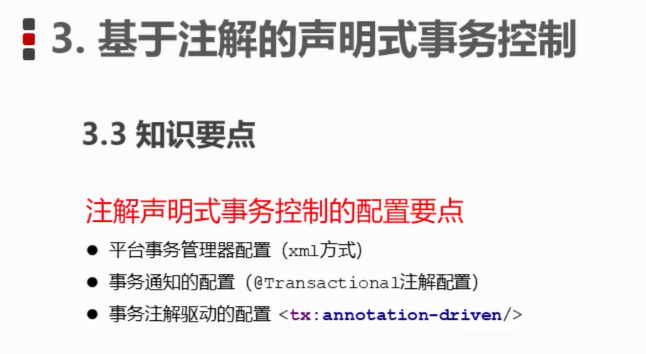 3. 基于注解的声明式事务控制
3.3 知识要点
注解声明式事务控制的配置要点
● 平台事务管理器配置（xml方式）
● 事务通知的配置（@Transactional注解配置）
● 事务注解驱动的配置 <tx:annotation-driven/>